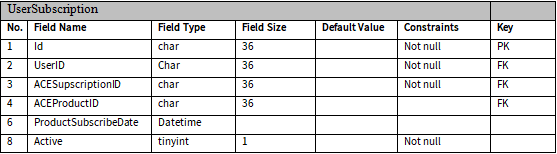 UserSubscription
No. Field Name Field Type Field Size Default Value Constraints Key
1 Id char 36 Not null PK
2 UserID Char 36 Not null FK
3 ACESupscriptionID char 36 Not null FK
4 ACEProductID char 36 FK
6 ProductSubscribeDate Datetime
8 Active tinyint 1 Not null